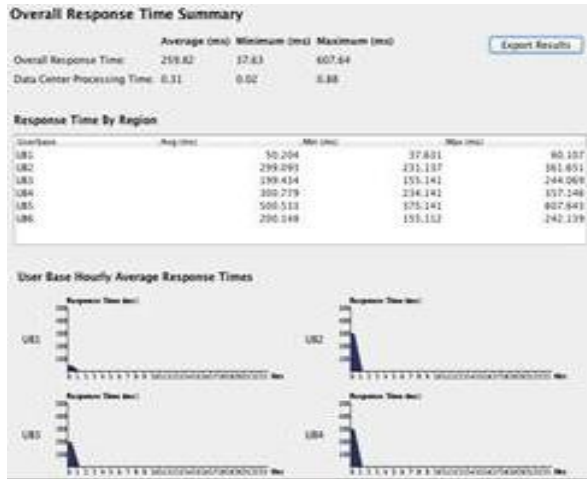 Overall Response Time Summary
Average (ms) Minimum (ms) Maximum (ms)
Export Results
Overall Response Time: 259.82 37.63 607.64
Data Center Processing Time: 0.31 0.02 0.88
Response Time By Region
Userbase Avg (ms) Min (ms) Max (ms)
UB1 50.204 37.631 60.107
UB2 299.093 231.137 361.651
UB3 199.434 155.141 244.069
UB4 300.779 234.141 357.146
UB5 500.533 375.141 607.643
UB6 200.148 155.112 242.139
User Base Hourly Average Response Times
Response Time (ms)
UB1
Response Time (ms)
UB2
Response Time (ms)
UB3
Response Time (ms)
UB4